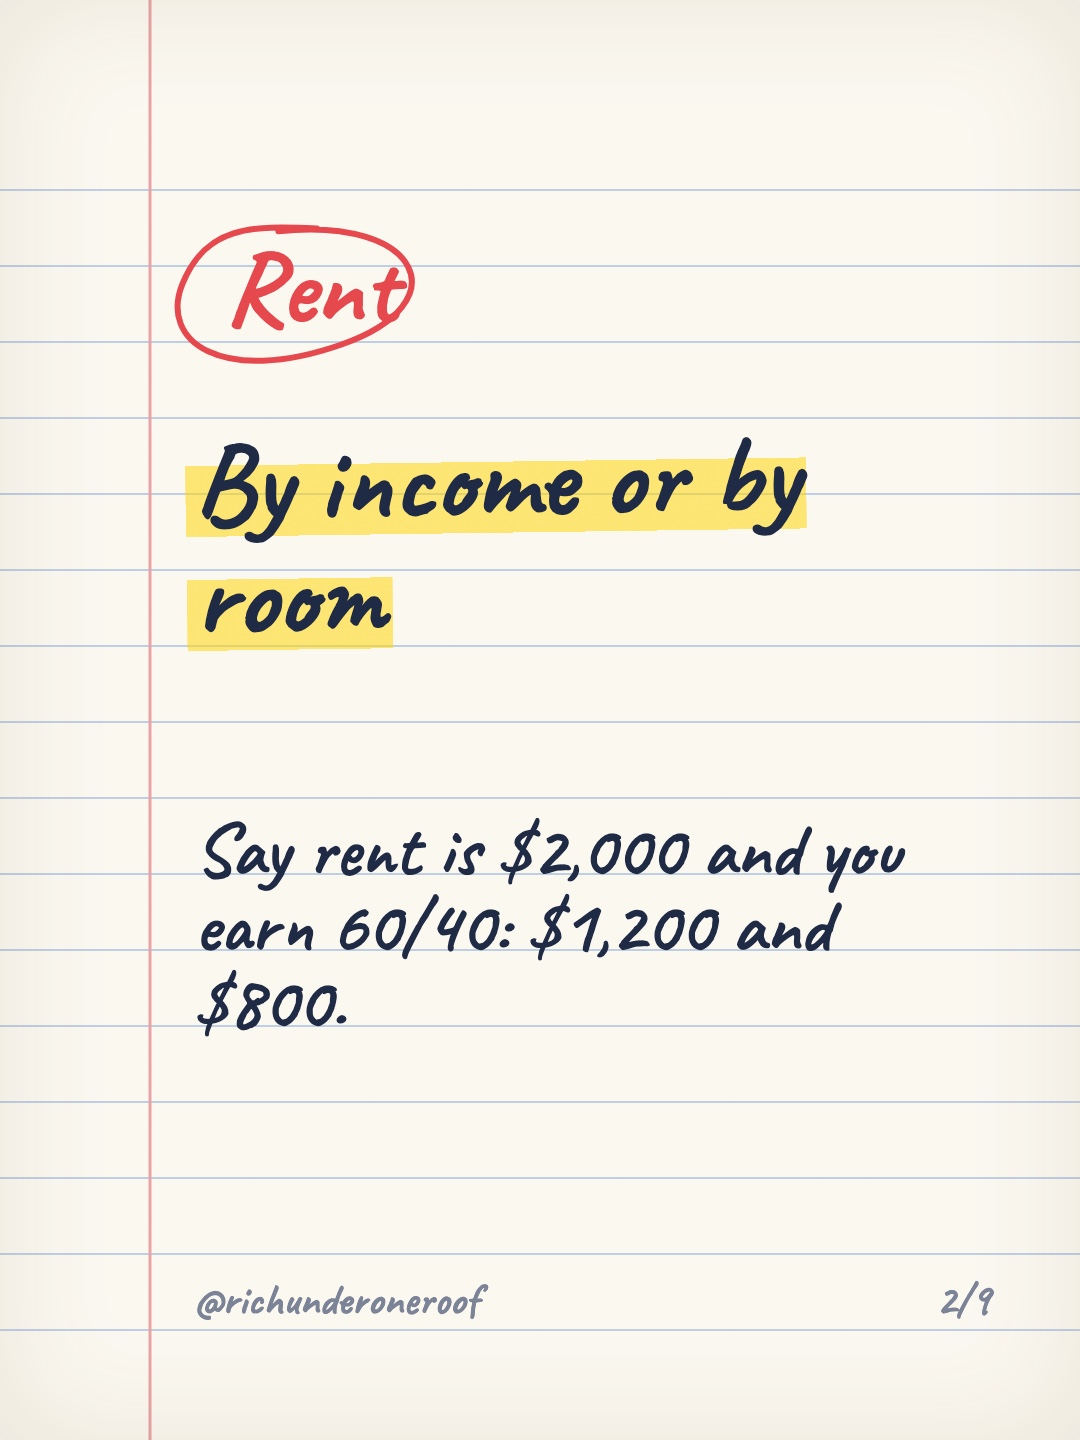 Rent
By income or by
room
Say rent is $2,000 and you
earn 60/40: $1,200 and
$800.
@richunderoneroof
2/9